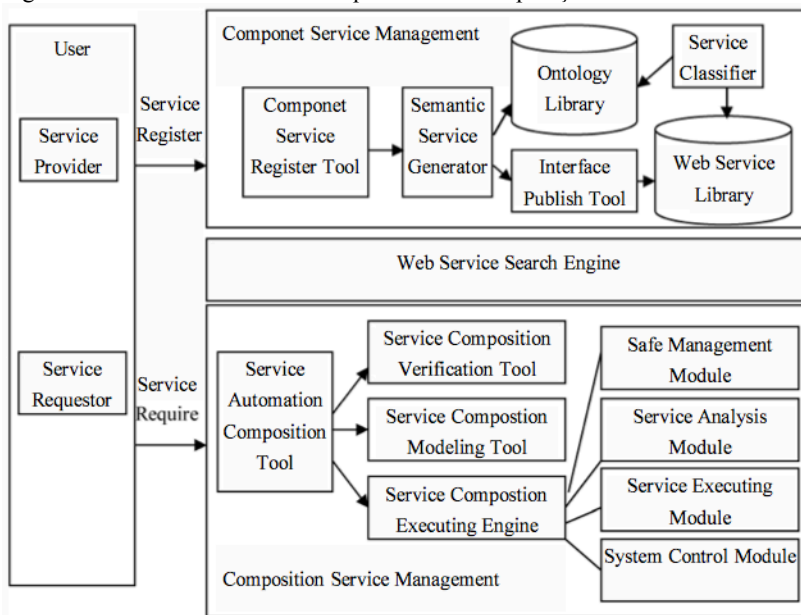 User
Service
Provider
Service
Requestor
Service
Register
Service
Require
Componet Service Management
Componet
Service
Register Tool
Semantic
Service
Generator
Ontology
Library
Service
Classifier
Interface
Publish Tool
Web Service
Library
Web Service Search Engine
Service
Automation
Composition
Tool
Service Composition
Verification Tool
Service Compostion
Modeling Tool
Service Compostion
Executing Engine
Safe Management
Module
Service Analysis
Module
Service Executing
Module
System Control Module
Composition Service Management